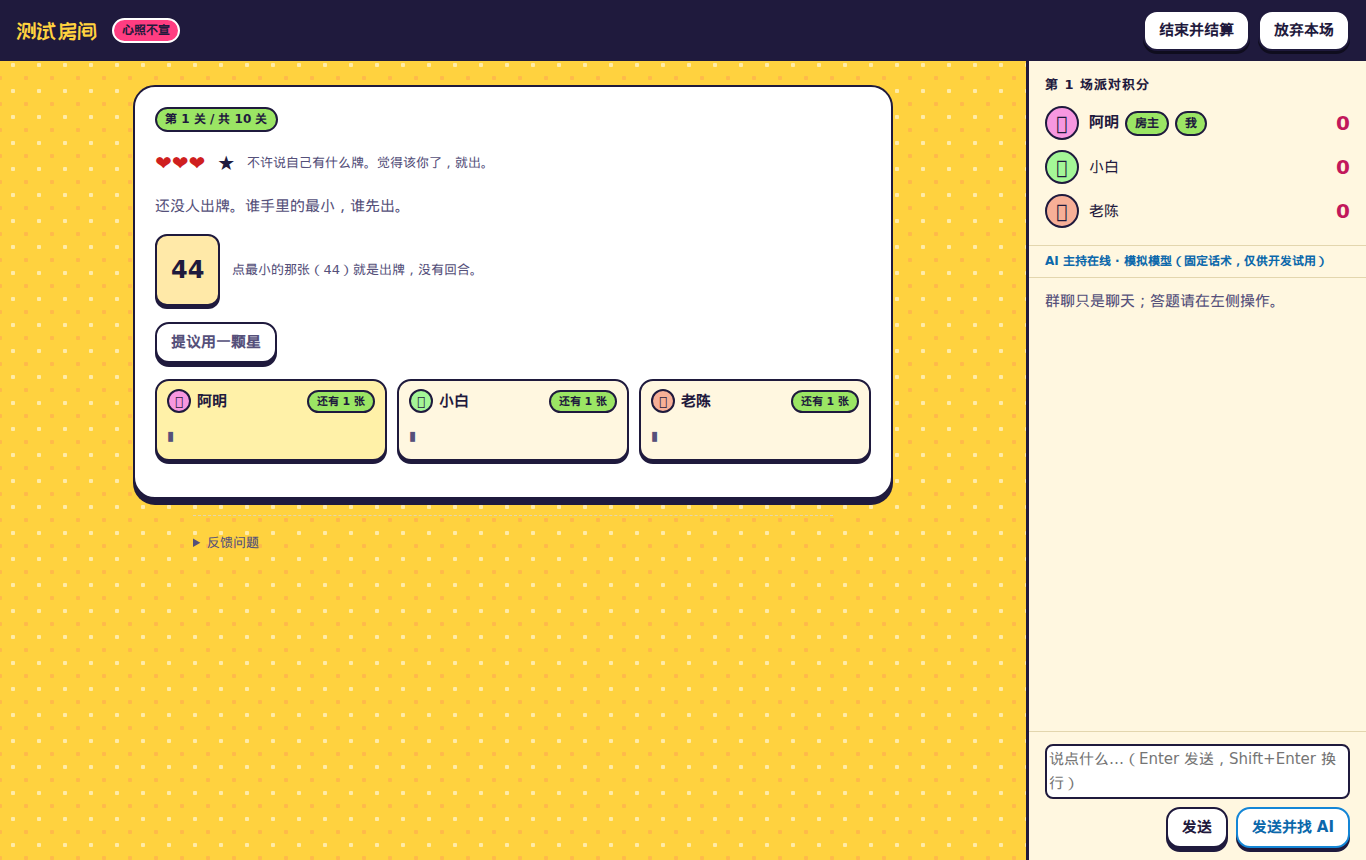 测试房间
心照不宣
结束并结算
放弃本场
第 1 关 / 共 10 关
❤❤❤ ★ 不许说自己有什么牌。觉得该你了，就出。
还没人出牌。谁手里的最小，谁先出。
44
点最小的那张（44）就是出牌，没有回合。
提议用一颗星
阿明
还有 1 张
小白
还有 1 张
老陈
还有 1 张
▶ 反馈问题
第 1 场派对积分
阿明 房主 我 0
小白 0
老陈 0
AI 主持在线 · 模拟模型（固定话术，仅供开发试用）
群聊只是聊天；答题请在左侧操作。
说点什么...（Enter 发送，Shift+Enter 换
行）
发送
发送并找 AI